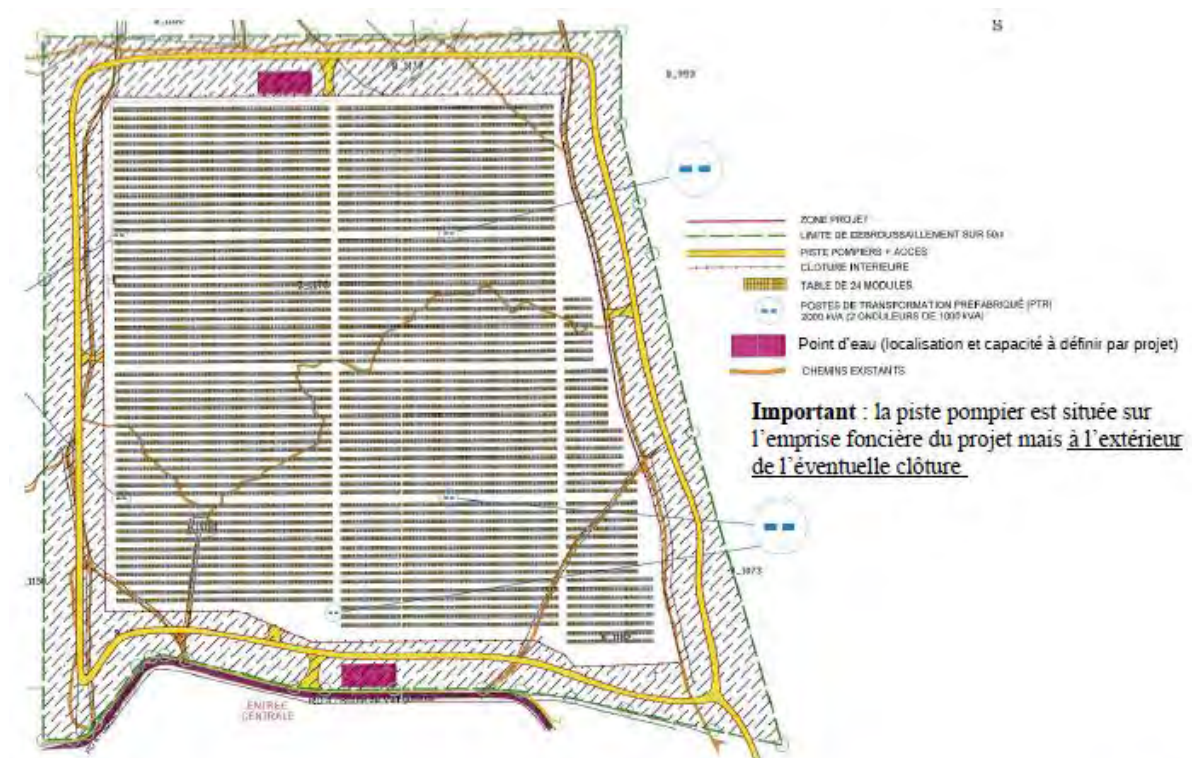 S
ZONE PROJET
LIMITE DE DEBROUSSAILLEMENT SUR 50m
PISTE POMPIERS + ACCES
CLOTURE INTERIEURE
TABLE DE 24 MODULES.
POSTES DE TRANSFORMATION PRÉFABRIQUÉ (PTR)
2000 kVA (2 ONDULEURS DE 1000 kVA)
Point d'eau (localisation et capacité à définir par projet)
CHEMINS EXISTANTS
Important : la piste pompier est située sur
l'emprise foncière du projet mais à l'extérieur
de l'éventuelle clôture
ENTREE
CENTRALE